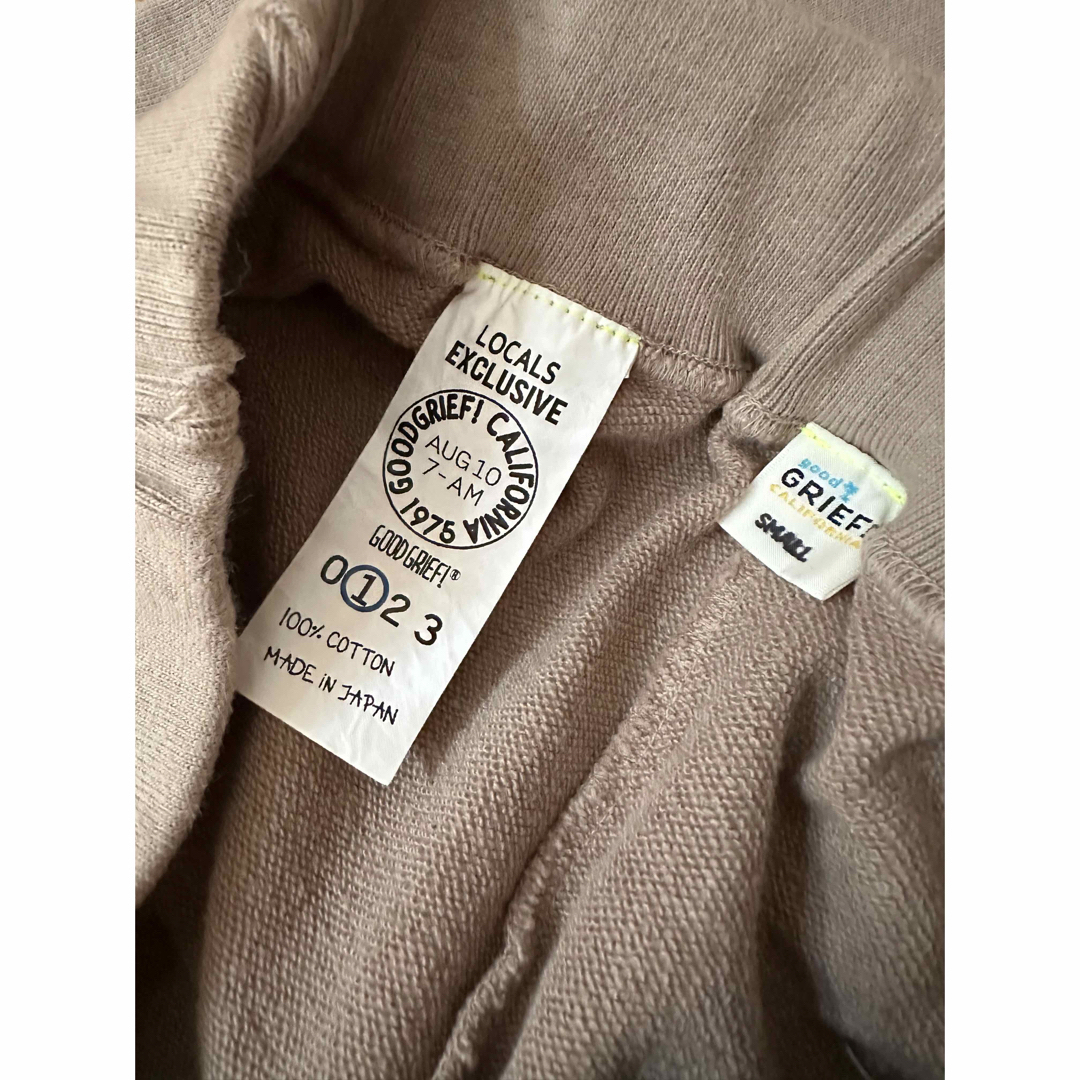 LOCALS
EXCLUSIVE
GOODGRIEF! CALIFORNIA 1976
AUG 10
7-AM
GOOD GRIEF!®
0 1 2 3
100% COTTON
MADE iN JAPAN
good
GRIEF!
CALIFORNIA
SMALL